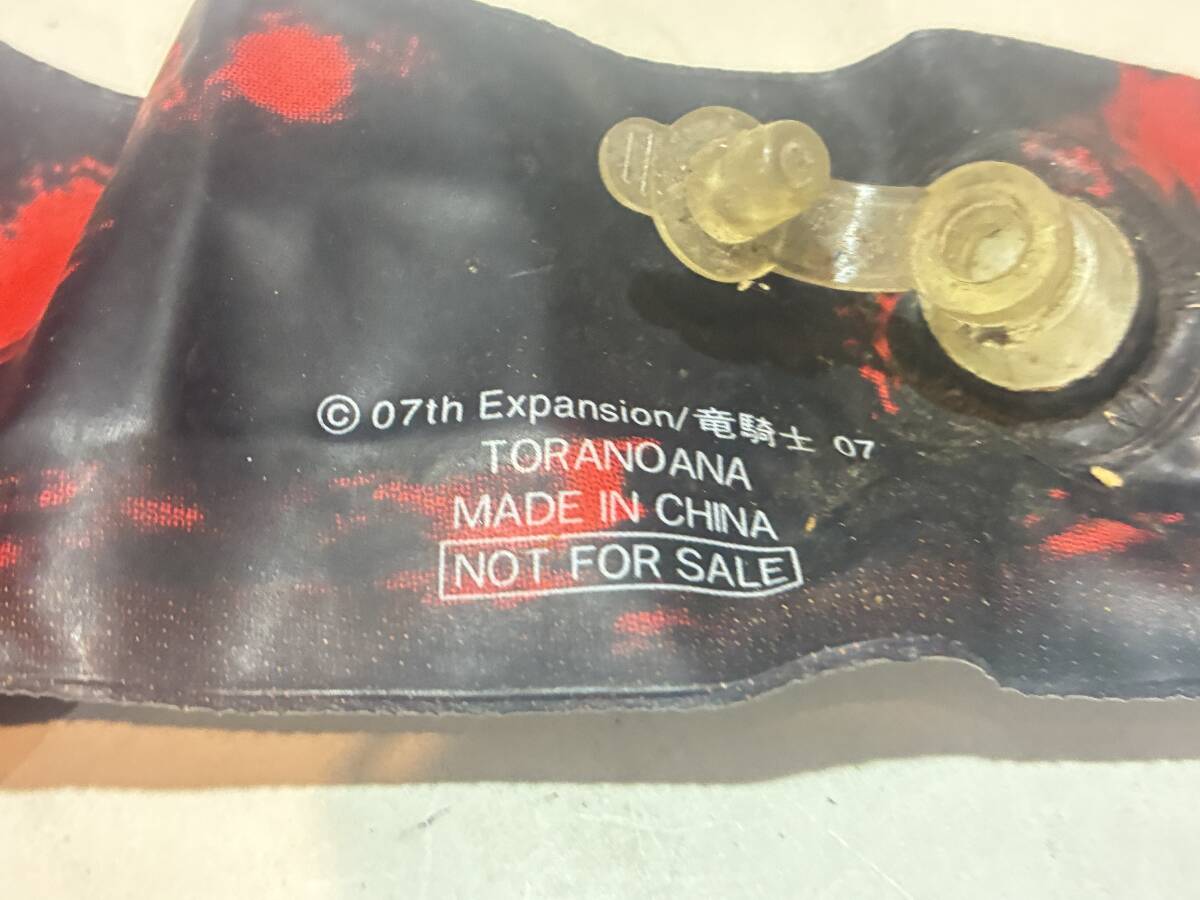 © 07th Expansion/竜騎士 07
TORANOANA
MADE IN CHINA
NOT FOR SALE